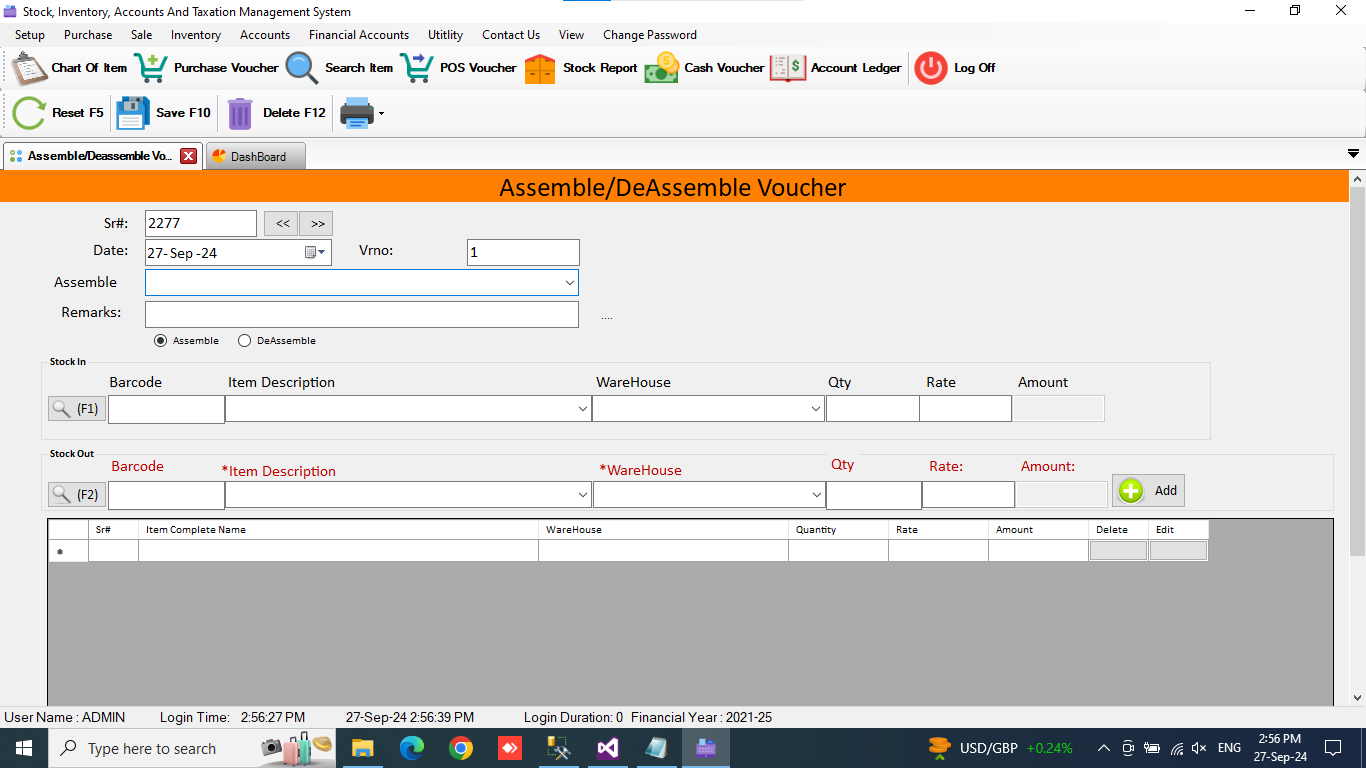 Stock, Inventory, Accounts And Taxation Management System
Setup Purchase Sale Inventory Accounts Financial Accounts Uitility Contact Us View Change Password
Chart Of Item Purchase Voucher Search Item POS Voucher Stock Report Cash Voucher Account Ledger Log Off
Reset F5 Save F10 Delete F12
Assemble/Deassemble Vo... DashBoard
Assemble/DeAssemble Voucher
Sr#: 2277 << >>
Date: 27-Sep-24 Vrno: 1
Assemble
Remarks: ....
Assemble DeAssemble
Stock In
Barcode Item Description WareHouse Qty Rate Amount
(F1)
Stock Out
Barcode *Item Description *WareHouse Qty Rate: Amount:
(F2) Add
Sr# Item Complete Name WareHouse Quantity Rate Amount Delete Edit
*
User Name : ADMIN Login Time: 2:56:27 PM 27-Sep-24 2:56:39 PM Login Duration: 0 Financial Year : 2021-25
Type here to search USD/GBP +0.24% ENG 2:56 PM
27-Sep-24